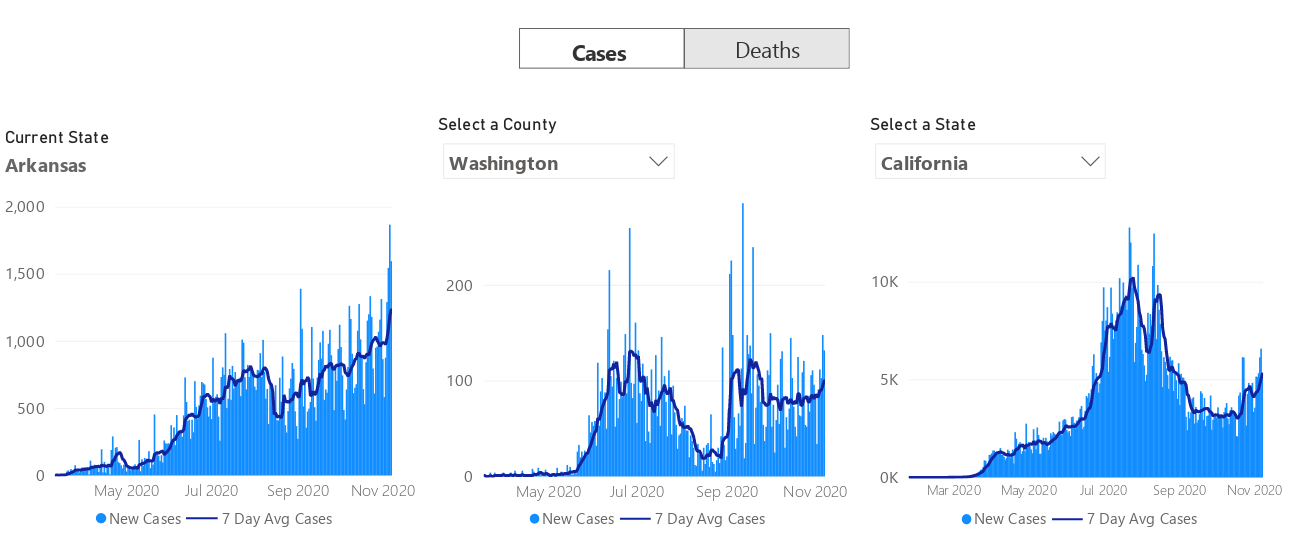 Cases Deaths
Current State
Arkansas
2,000
1,500
1,000
500
0
May 2020 Jul 2020 Sep 2020 Nov 2020
New Cases 7 Day Avg Cases
Select a County
Washington
200
100
0
May 2020 Jul 2020 Sep 2020 Nov 2020
New Cases 7 Day Avg Cases
Select a State
California
10K
5K
0K
Mar 2020 May 2020 Jul 2020 Sep 2020 Nov 2020
New Cases 7 Day Avg Cases